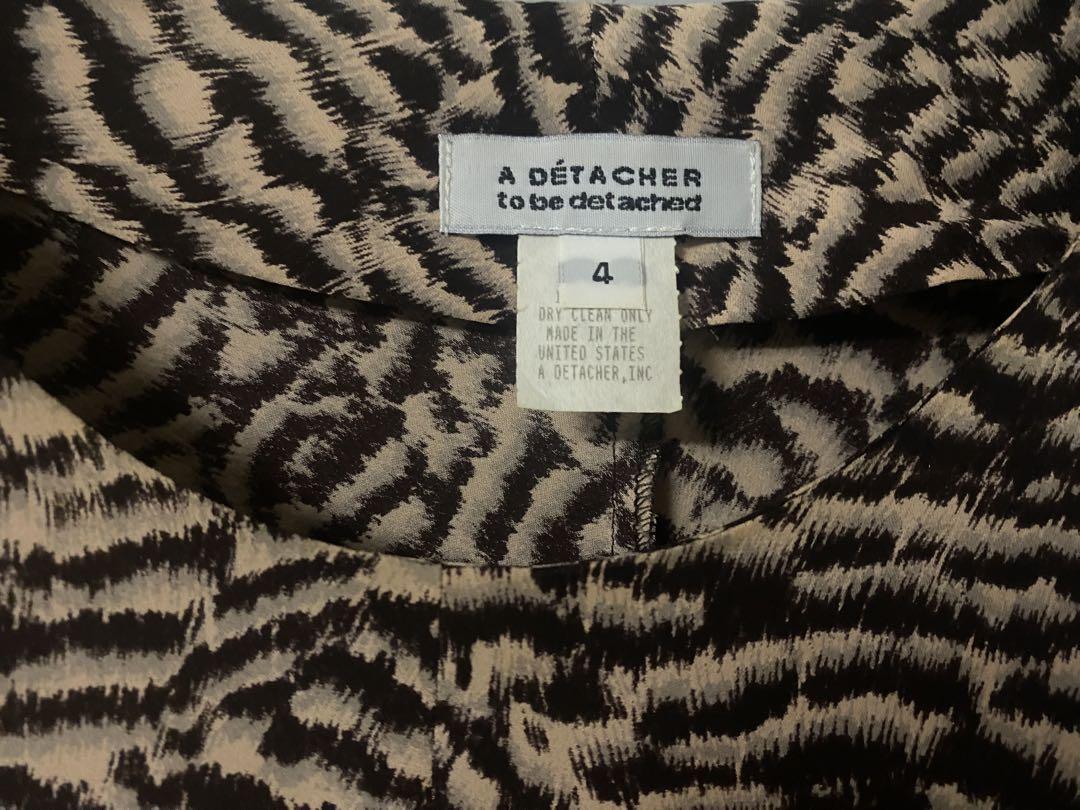 A DÉTACHER
to be detached
4
DRY CLEAN ONLY
MADE IN THE
UNITED STATES
A DETACHER,INC